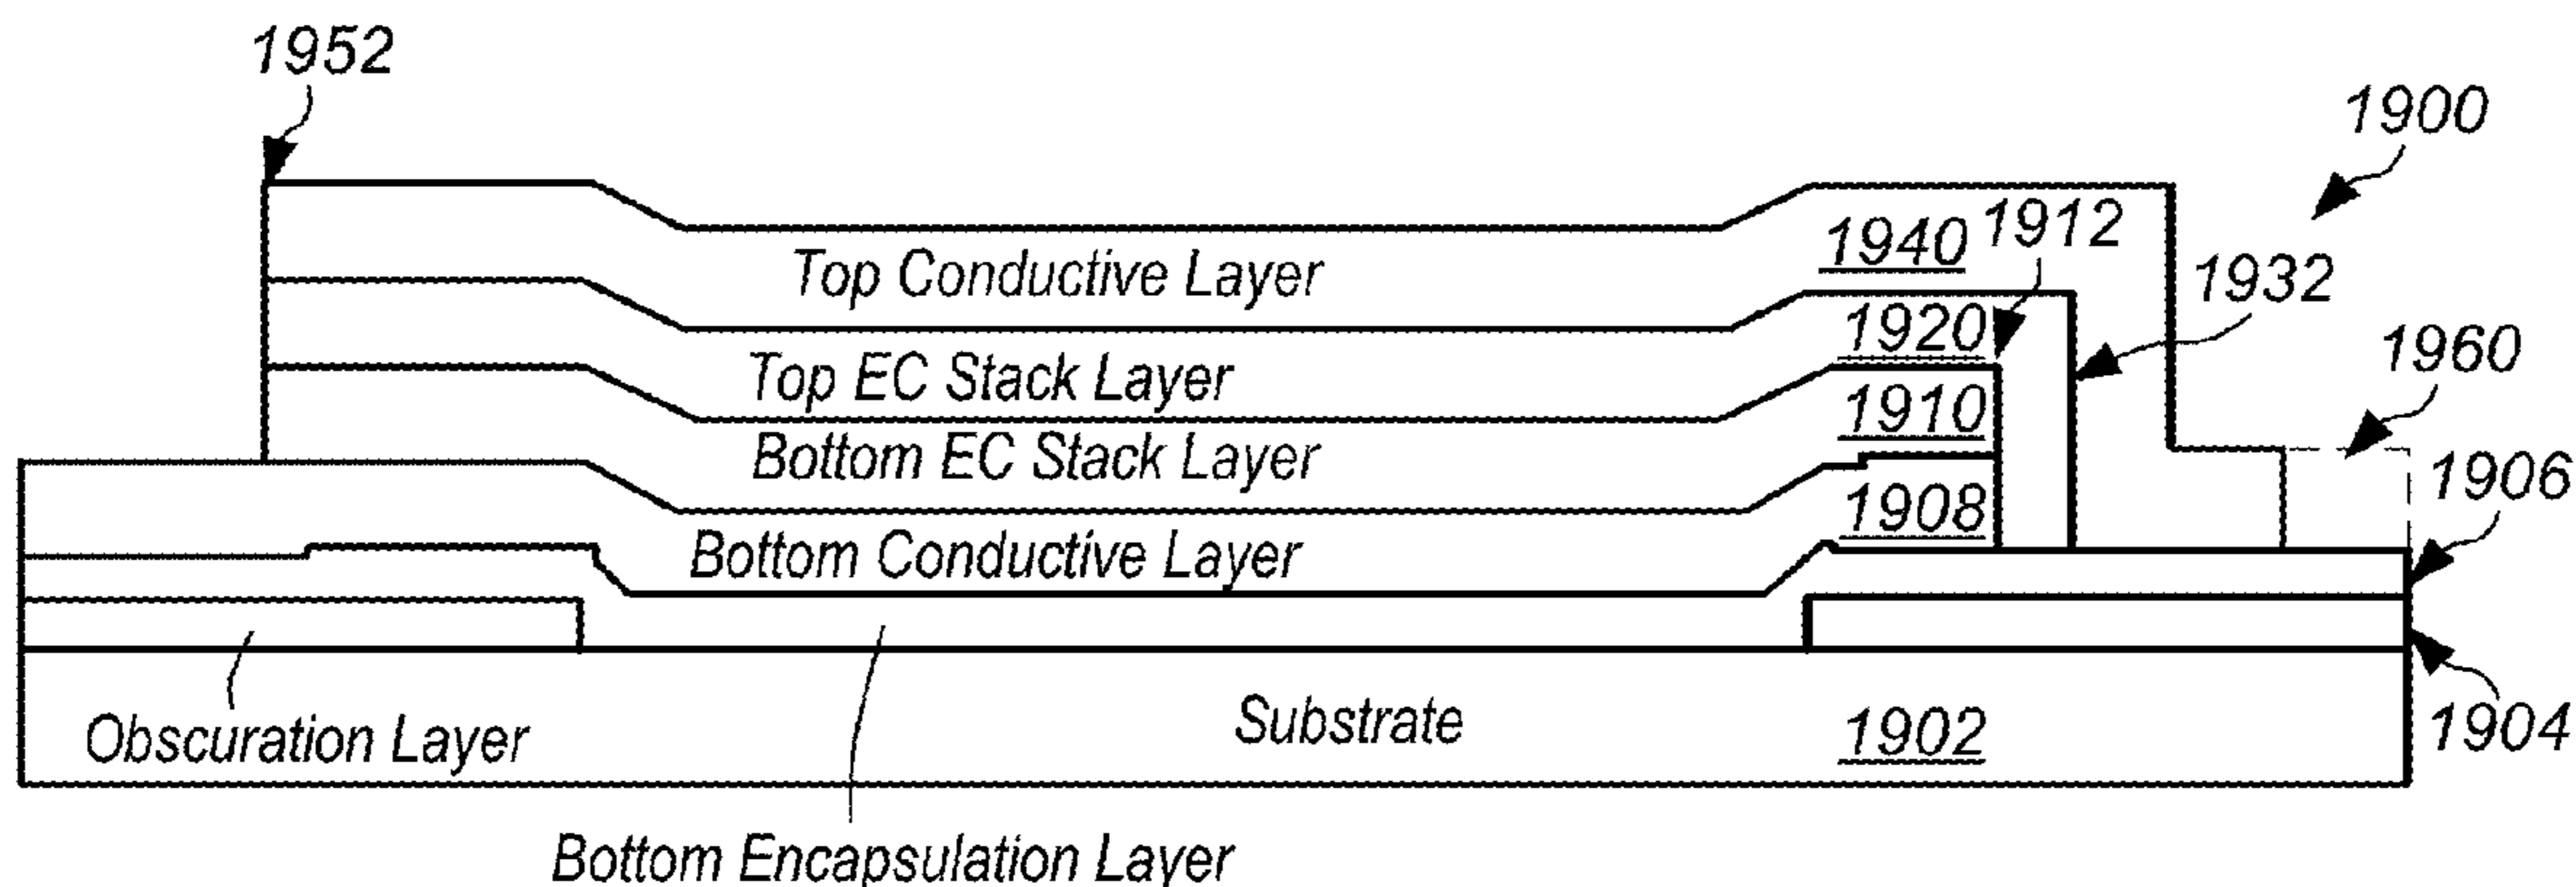 1952
1900
1940 1912
Top Conductive Layer
1932
1920
Top EC Stack Layer
1960
1910
Bottom EC Stack Layer
1906
1908
Bottom Conductive Layer
Obscuration Layer
Substrate
1902
1904
Bottom Encapsulation Layer